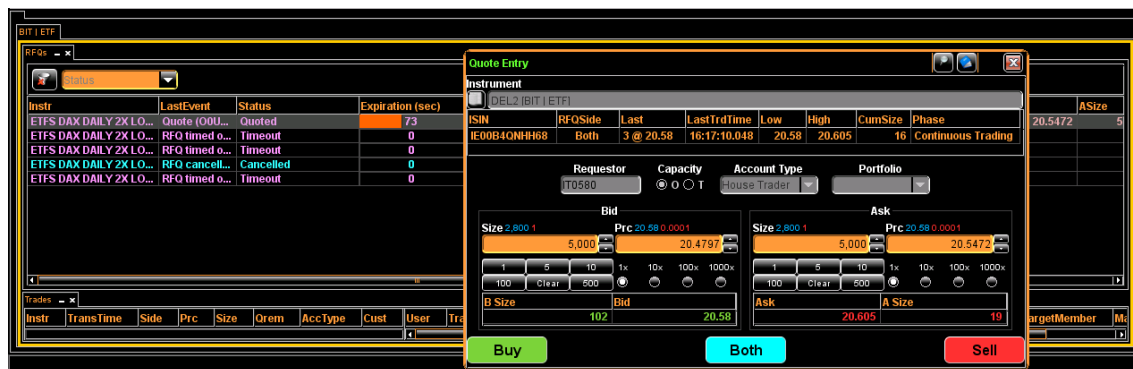 BIT | ETF
RFQs
Status
Instr LastEvent Status Expiration (sec) ASize
ETFS DAX DAILY 2X LO... Quote (O0U... Quoted 73 20.5472 5
ETFS DAX DAILY 2X LO... RFQ timed o... Timeout 0
ETFS DAX DAILY 2X LO... RFQ timed o... Timeout 0
ETFS DAX DAILY 2X LO... RFQ cancell... Cancelled 0
ETFS DAX DAILY 2X LO... RFQ timed o... Timeout 0
Quote Entry
Instrument
DEL2 [BIT | ETF]
ISIN RFQSide Last LastTrdTime Low High CumSize Phase
IE00B4QNHH68 Both 3 @ 20.58 16:17:10.048 20.58 20.605 16 Continuous Trading
Requestor Capacity Account Type Portfolio
IT0580 O T House Trader
Bid Ask
Size 2,800 1 Prc 20.58 0.0001 Size 2,800 1 Prc 20.58 0.0001
5,000 20.4797 5,000 20.5472
1 5 10 1x 10x 100x 1000x 1 5 10 1x 10x 100x 1000x
100 Clear 500 100 Clear 500
B Size Bid Ask A Size
102 20.58 20.605 19
Buy Both Sell
Trades
Instr TransTime Side Prc Size Qrem AccType Cust User Tra argetMember Ma